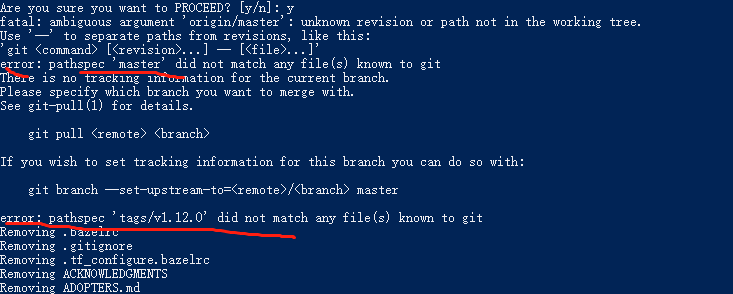 Are you sure you want to PROCEED? [y/n]: y
fatal: ambiguous argument 'origin/master': unknown revision or path not in the working tree.
Use '--' to separate paths from revisions, like this:
'git <command> [<revision>...] -- [<file>...]'
error: pathspec 'master' did not match any file(s) known to git
There is no tracking information for the current branch.
Please specify which branch you want to merge with.
See git-pull(1) for details.
git pull <remote> <branch>
If you wish to set tracking information for this branch you can do so with:
git branch --set-upstream-to=<remote>/<branch> master
error: pathspec 'tags/v1.12.0' did not match any file(s) known to git
Removing .bazelrc
Removing .gitignore
Removing .tf_configure.bazelrc
Removing ACKNOWLEDGMENTS
Removing ADOPTERS.md